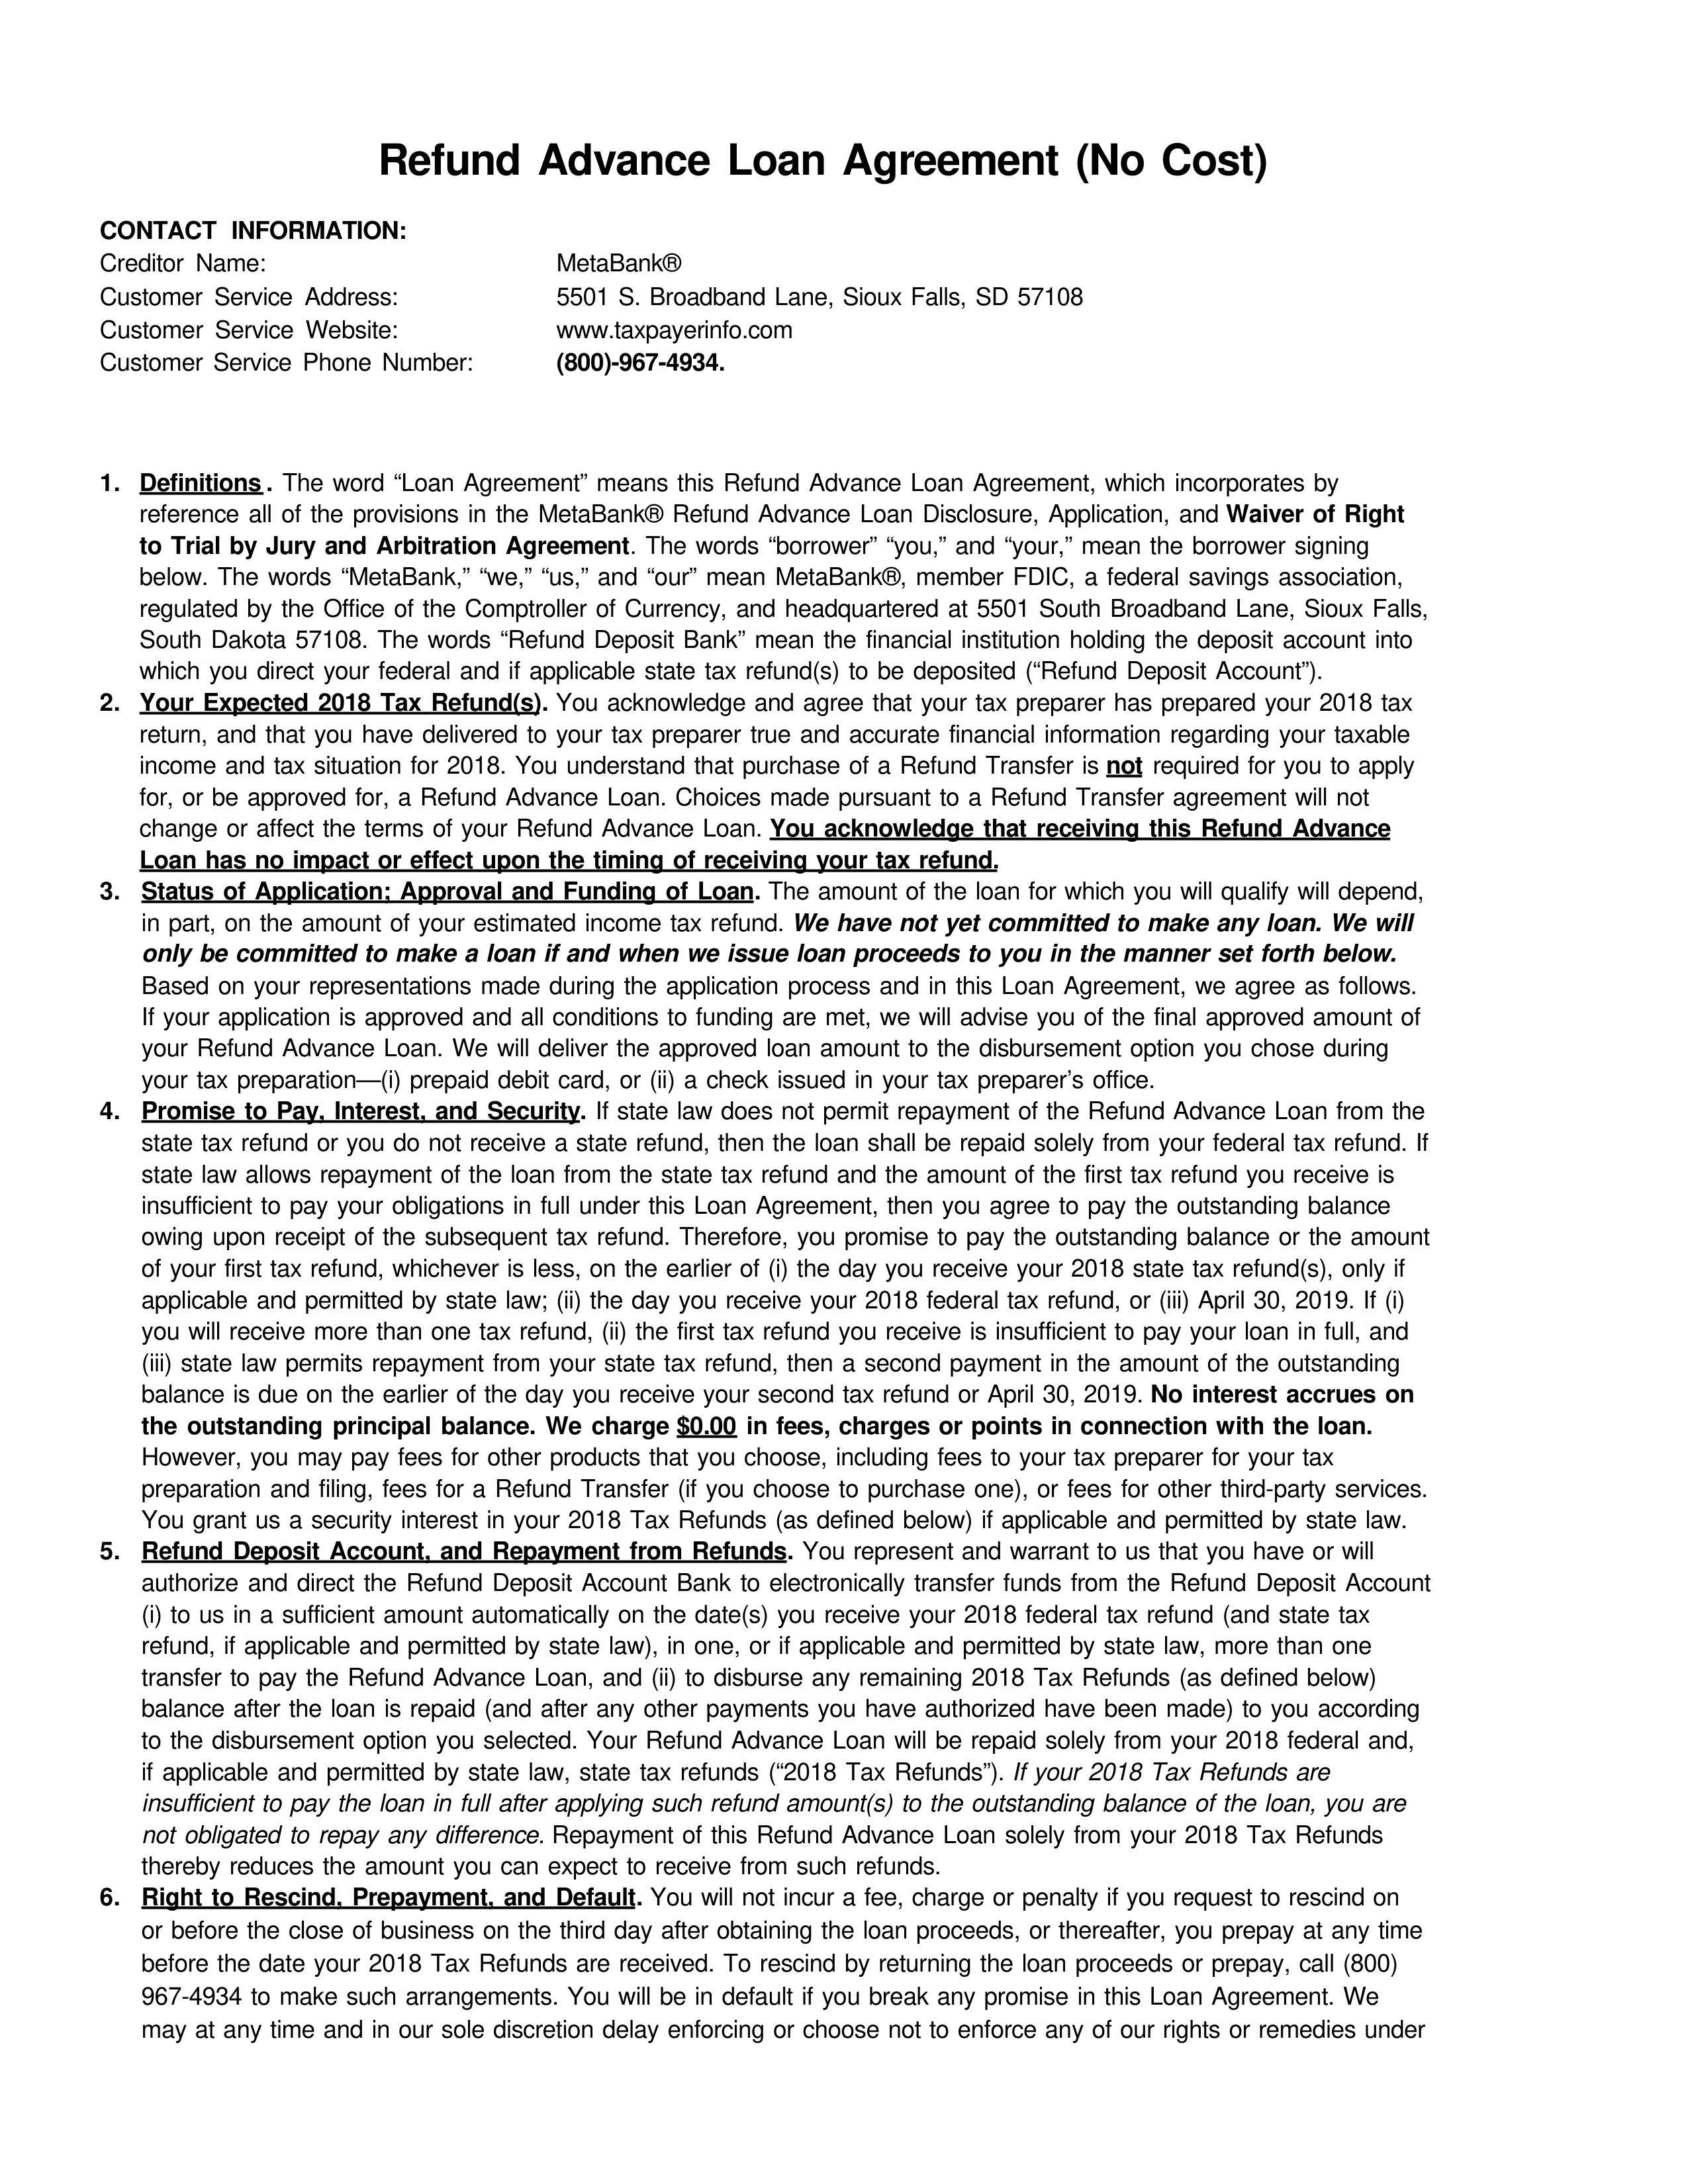 Refund Advance Loan Agreement (No Cost)
CONTACT INFORMATION:
Creditor Name: MetaBank®
Customer Service Address: 5501 S. Broadband Lane, Sioux Falls, SD 57108
Customer Service Website: www.taxpayerinfo.com
Customer Service Phone Number: (800)-967-4934.
1. Definitions. The word “Loan Agreement” means this Refund Advance Loan Agreement, which incorporates by
reference all of the provisions in the MetaBank® Refund Advance Loan Disclosure, Application, and Waiver of Right
to Trial by Jury and Arbitration Agreement. The words “borrower” “you,” and “your,” mean the borrower signing
below. The words “MetaBank,” “we,” “us,” and “our” mean MetaBank®, member FDIC, a federal savings association,
regulated by the Office of the Comptroller of Currency, and headquartered at 5501 South Broadband Lane, Sioux Falls,
South Dakota 57108. The words “Refund Deposit Bank” mean the financial institution holding the deposit account into
which you direct your federal and if applicable state tax refund(s) to be deposited (“Refund Deposit Account”).
2. Your Expected 2018 Tax Refund(s). You acknowledge and agree that your tax preparer has prepared your 2018 tax
return, and that you have delivered to your tax preparer true and accurate financial information regarding your taxable
income and tax situation for 2018. You understand that purchase of a Refund Transfer is not required for you to apply
for, or be approved for, a Refund Advance Loan. Choices made pursuant to a Refund Transfer agreement will not
change or affect the terms of your Refund Advance Loan. You acknowledge that receiving this Refund Advance
Loan has no impact or effect upon the timing of receiving your tax refund.
3. Status of Application; Approval and Funding of Loan. The amount of the loan for which you will qualify will depend,
in part, on the amount of your estimated income tax refund. We have not yet committed to make any loan. We will
only be committed to make a loan if and when we issue loan proceeds to you in the manner set forth below.
Based on your representations made during the application process and in this Loan Agreement, we agree as follows.
If your application is approved and all conditions to funding are met, we will advise you of the final approved amount of
your Refund Advance Loan. We will deliver the approved loan amount to the disbursement option you chose during
your tax preparation—(i) prepaid debit card, or (ii) a check issued in your tax preparer’s office.
4. Promise to Pay, Interest, and Security. If state law does not permit repayment of the Refund Advance Loan from the
state tax refund or you do not receive a state refund, then the loan shall be repaid solely from your federal tax refund. If
state law allows repayment of the loan from the state tax refund and the amount of the first tax refund you receive is
insufficient to pay your obligations in full under this Loan Agreement, then you agree to pay the outstanding balance
owing upon receipt of the subsequent tax refund. Therefore, you promise to pay the outstanding balance or the amount
of your first tax refund, whichever is less, on the earlier of (i) the day you receive your 2018 state tax refund(s), only if
applicable and permitted by state law; (ii) the day you receive your 2018 federal tax refund, or (iii) April 30, 2019. If (i)
you will receive more than one tax refund, (ii) the first tax refund you receive is insufficient to pay your loan in full, and
(iii) state law permits repayment from your state tax refund, then a second payment in the amount of the outstanding
balance is due on the earlier of the day you receive your second tax refund or April 30, 2019. No interest accrues on
the outstanding principal balance. We charge $0.00 in fees, charges or points in connection with the loan.
However, you may pay fees for other products that you choose, including fees to your tax preparer for your tax
preparation and filing, fees for a Refund Transfer (if you choose to purchase one), or fees for other third-party services.
You grant us a security interest in your 2018 Tax Refunds (as defined below) if applicable and permitted by state law.
5. Refund Deposit Account, and Repayment from Refunds. You represent and warrant to us that you have or will
authorize and direct the Refund Deposit Account Bank to electronically transfer funds from the Refund Deposit Account
(i) to us in a sufficient amount automatically on the date(s) you receive your 2018 federal tax refund (and state tax
refund, if applicable and permitted by state law), in one, or if applicable and permitted by state law, more than one
transfer to pay the Refund Advance Loan, and (ii) to disburse any remaining 2018 Tax Refunds (as defined below)
balance after the loan is repaid (and after any other payments you have authorized have been made) to you according
to the disbursement option you selected. Your Refund Advance Loan will be repaid solely from your 2018 federal and,
if applicable and permitted by state law, state tax refunds (“2018 Tax Refunds”). If your 2018 Tax Refunds are
insufficient to pay the loan in full after applying such refund amount(s) to the outstanding balance of the loan, you are
not obligated to repay any difference. Repayment of this Refund Advance Loan solely from your 2018 Tax Refunds
thereby reduces the amount you can expect to receive from such refunds.
6. Right to Rescind, Prepayment, and Default. You will not incur a fee, charge or penalty if you request to rescind on
or before the close of business on the third day after obtaining the loan proceeds, or thereafter, you prepay at any time
before the date your 2018 Tax Refunds are received. To rescind by returning the loan proceeds or prepay, call (800)
967-4934 to make such arrangements. You will be in default if you break any promise in this Loan Agreement. We
may at any time and in our sole discretion delay enforcing or choose not to enforce any of our rights or remedies under